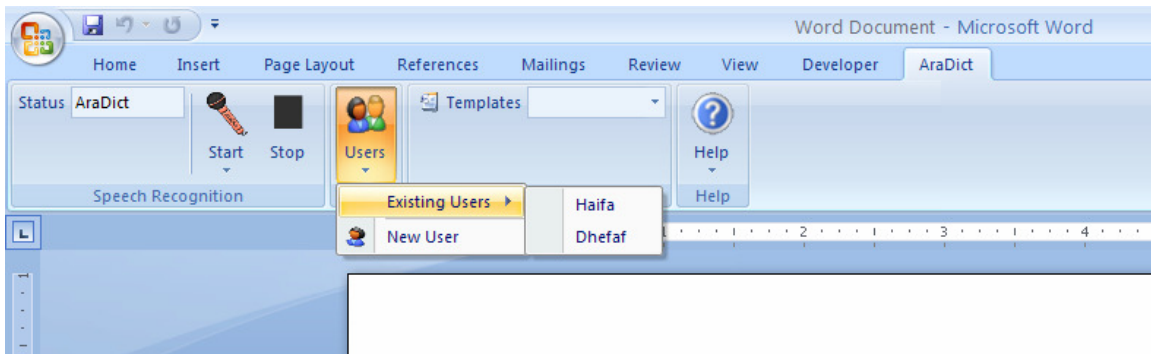 Word Document - Microsoft Word
Home Insert Page Layout References Mailings Review View Developer AraDict
Status AraDict
Start
Stop
Users
Templates
Help
Speech Recognition
Help
Existing Users
New User
Haifa
Dhefaf
L
1 2 3 4
1